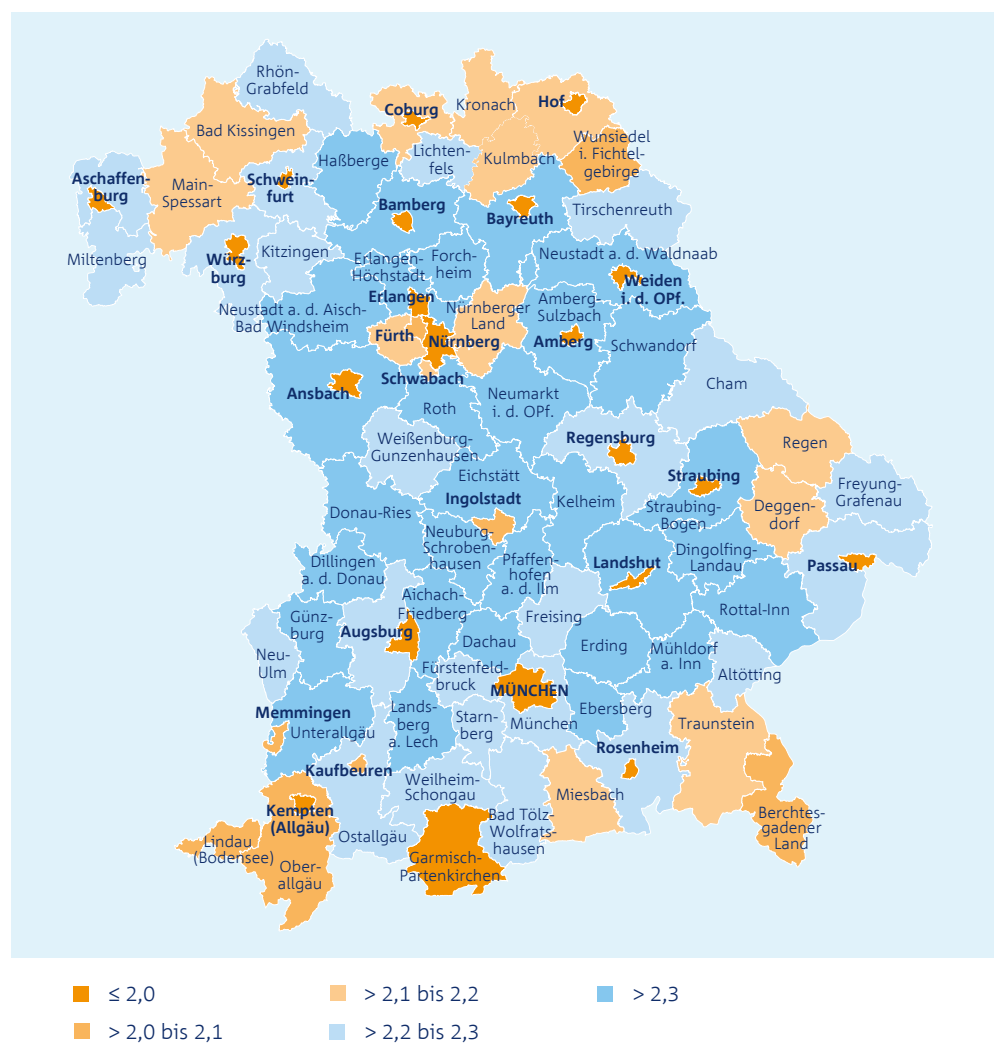 Rhön-
Grabfeld
Coburg
Kronach
Hof
Bad Kissingen
Wunsiedel
i. Fichtel-
gebirge
Haßberge
Lichten-
fels
Kulmbach
Aschaffen-
burg
Main-
Spessart
Schwein-
furt
Bamberg
Bayreuth
Tirschenreuth
Miltenberg
Würz-
burg
Kitzingen
Erlangen-
Höchstadt
Forch-
heim
Neustadt a. d. Waldnaab
Weiden
i. d. OPf.
Erlangen
Neustadt a. d. Aisch-
Bad Windsheim
Nürnberger
Land
Amberg-
Sulzbach
Fürth
Nürnberg
Amberg
Schwandorf
Schwabach
Ansbach
Roth
Neumarkt
i. d. OPf.
Cham
Weißenburg-
Gunzenhausen
Regensburg
Regen
Eichstätt
Ingolstadt
Kelheim
Straubing
Straubing-
Bogen
Deggen-
dorf
Freyung-
Grafenau
Donau-Ries
Neuburg-
Schroben-
hausen
Pfaffen-
hofen
a. d. Ilm
Landshut
Dingolfing-
Landau
Passau
Dillingen
a. d. Donau
Aichach-
Friedberg
Rottal-Inn
Günz-
burg
Augsburg
Freising
Dachau
Erding
Mühldorf
a. Inn
Neu-
Ulm
Fürstenfeld-
bruck
MÜNCHEN
Altötting
Memmingen
Unterallgäu
Lands-
berg
a. Lech
Starn-
berg
München
Ebersberg
Traunstein
Rosenheim
Kaufbeuren
Weilheim-
Schongau
Miesbach
Kempten
(Allgäu)
Ostallgäu
Bad Tölz-
Wolfrats-
hausen
Berchtes-
gadener
Land
Lindau
(Bodensee)
Ober-
allgäu
Garmisch-
Partenkirchen
≤ 2,0
> 2,1 bis 2,2
> 2,3
> 2,0 bis 2,1
> 2,2 bis 2,3